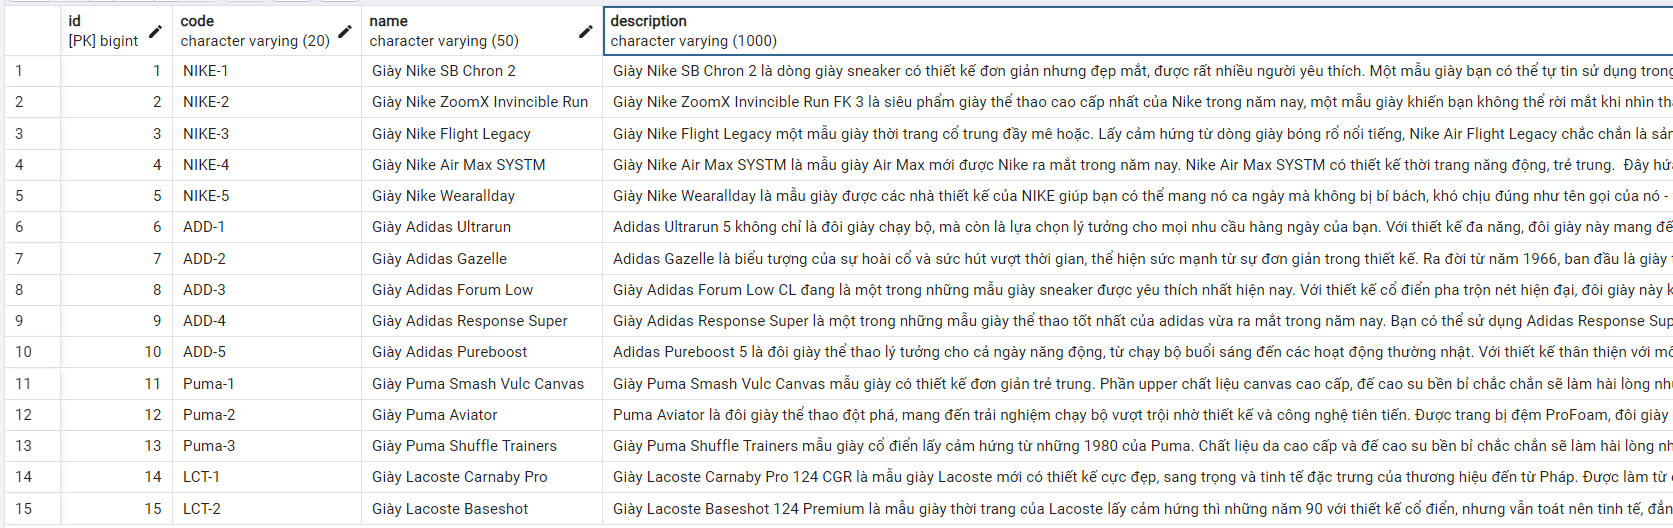 id code name description
[PK] bigint character varying (20) character varying (50) character varying (1000)
1 1 NIKE-1 Giày Nike SB Chron 2 Giày Nike SB Chron 2 là dòng giày sneaker có thiết kế đơn giản nhưng đẹp mắt, được rất nhiều người yêu thích. Một mẫu giày bạn có thể tự tin sử dụng trong
2 2 NIKE-2 Giày Nike ZoomX Invincible Run Giày Nike ZoomX Invincible Run FK 3 là siêu phẩm giày thể thao cao cấp nhất của Nike trong năm nay, một mẫu giày khiến bạn không thể rời mắt khi nhìn
3 3 NIKE-3 Giày Nike Flight Legacy Giày Nike Flight Legacy một mẫu giày thời trang cổ trung đầy mê hoặc. Lấy cảm hứng từ dòng giày bóng rổ nổi tiếng, Nike Air Flight Legacy chắc chắn là
4 4 NIKE-4 Giày Nike Air Max SYSTM Giày Nike Air Max SYSTM là mẫu giày Air Max mới được Nike ra mắt trong năm nay. Nike Air Max SYSTM có thiết kế thời trang năng động, trẻ trung. Đây
5 5 NIKE-5 Giày Nike Wearallday Giày Nike Wearallday là mẫu giày được các nhà thiết kế của NIKE giúp bạn có thể mang nó ca ngày mà không bị bí bách, khó chịu đúng như tên gọi của nó -
6 6 ADD-1 Giày Adidas Ultrarun Adidas Ultrarun 5 không chỉ là đôi giày chạy bộ, mà còn là lựa chọn lý tưởng cho mọi nhu cầu hàng ngày của bạn. Với thiết kế đa năng, đôi giày này mang
7 7 ADD-2 Giày Adidas Gazelle Adidas Gazelle là biểu tượng của sự hoài cổ và sức hút vượt thời gian, thể hiện sức mạnh từ sự đơn giản trong thiết kế. Ra đời từ năm 1966, ban đầu là giày
8 8 ADD-3 Giày Adidas Forum Low Giày Adidas Forum Low CL đang là một trong những mẫu giày sneaker được yêu thích nhất hiện nay. Với thiết kế cổ điển pha trộn nét hiện đại, đôi giày này
9 9 ADD-4 Giày Adidas Response Super Giày Adidas Response Super là một trong những mẫu giày thể thao tốt nhất của adidas vừa ra mắt trong năm nay. Bạn có thể sử dụng Adidas Response
10 10 ADD-5 Giày Adidas Pureboost Adidas Pureboost 5 là đôi giày thể thao lý tưởng cho cả ngày năng động, từ chạy bộ buổi sáng đến các hoạt động thường nhật. Với thiết kế thân thiện với
11 11 Puma-1 Giày Puma Smash Vulc Canvas Giày Puma Smash Vulc Canvas mẫu giày có thiết kế đơn giản trẻ trung. Phần upper chất liệu canvas cao cấp, đế cao su bền bỉ chắc chắn sẽ làm hài lòng
12 12 Puma-2 Giày Puma Aviator Puma Aviator là đôi giày thể thao đột phá, mang đến trải nghiệm chạy bộ vượt trội nhờ thiết kế và công nghệ tiên tiến. Được trang bị đệm ProFoam, đôi giày
13 13 Puma-3 Giày Puma Shuffle Trainers Giày Puma Shuffle Trainers mẫu giày cổ điển lấy cảm hứng từ những 1980 của Puma. Chất liệu da cao cấp và đế cao su bền bỉ chắc chắn sẽ làm hài lòng
14 14 LCT-1 Giày Lacoste Carnaby Pro Giày Lacoste Carnaby Pro 124 CGR là mẫu giày Lacoste mới có thiết kế cực đẹp, sang trọng và tinh tế đặc trưng của thương hiệu đến từ Pháp. Được làm từ
15 15 LCT-2 Giày Lacoste Baseshot Giày Lacoste Baseshot 124 Premium là mẫu giày thời trang của Lacoste lấy cảm hứng thì những năm 90 với thiết kế cổ điển, nhưng vẫn toát nên tinh tế,